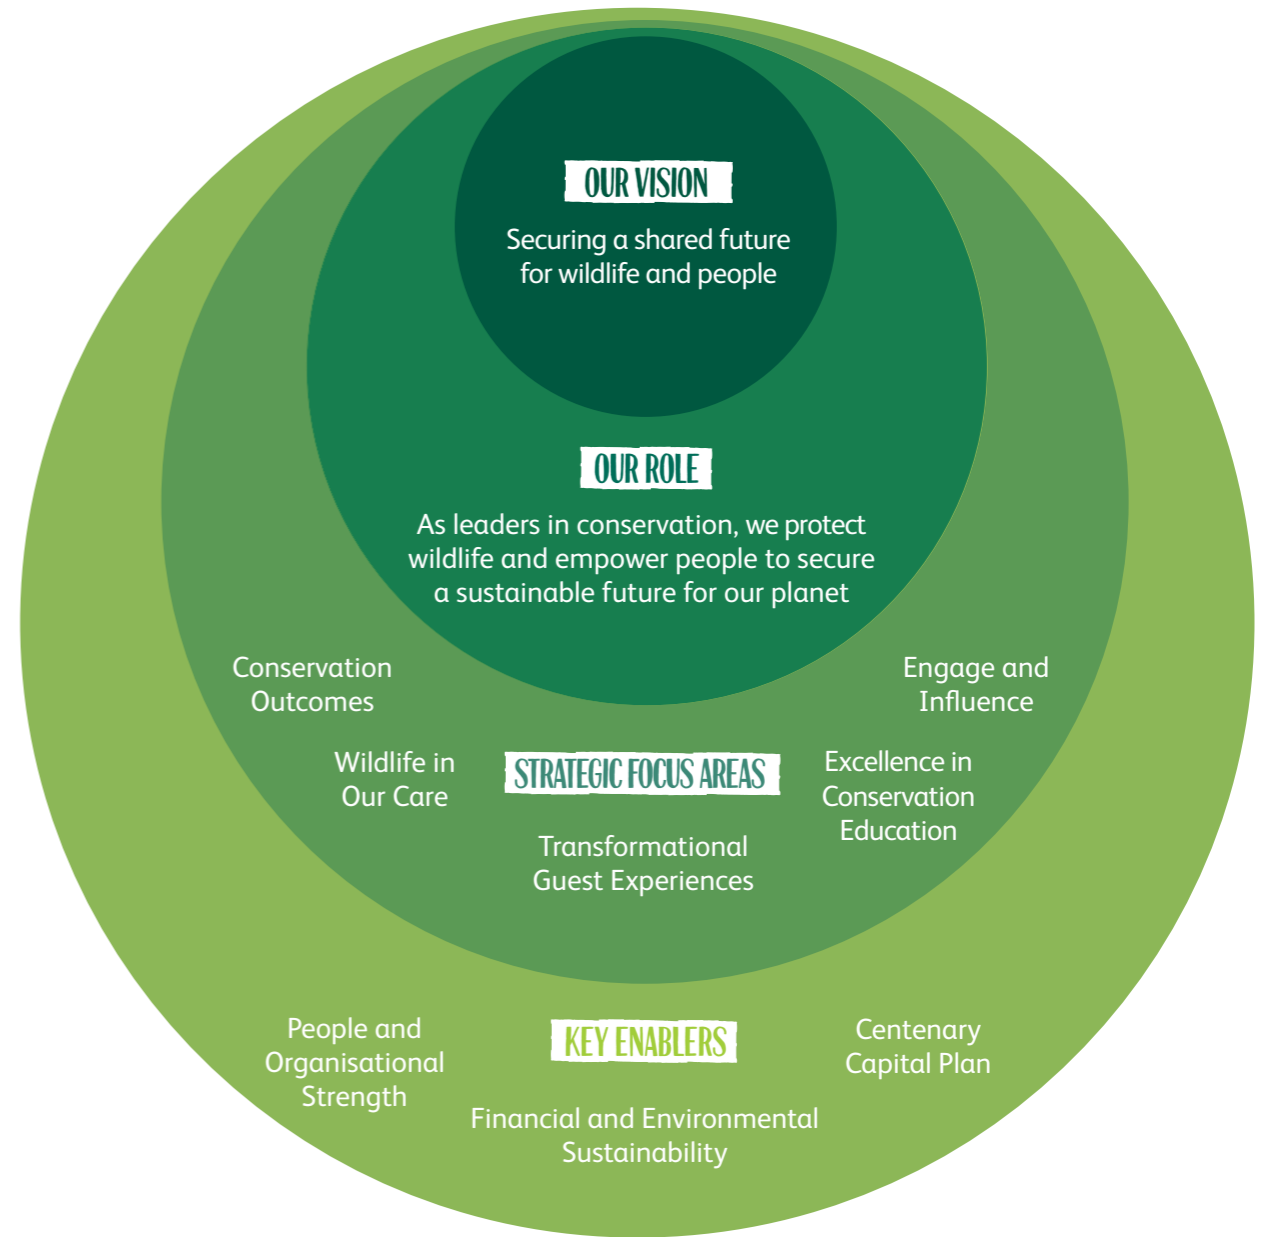 OUR VISION
Securing a shared future
for wildlife and people
OUR ROLE
As leaders in conservation, we protect
wildlife and empower people to secure
a sustainable future for our planet
Conservation
Outcomes
Engage and
Influence
Wildlife in
Our Care
STRATEGIC FOCUS AREAS
Excellence in
Conservation
Education
Transformational
Guest Experiences
People and
Organisational
Strength
KEY ENABLERS
Centenary
Capital Plan
Financial and Environmental
Sustainability